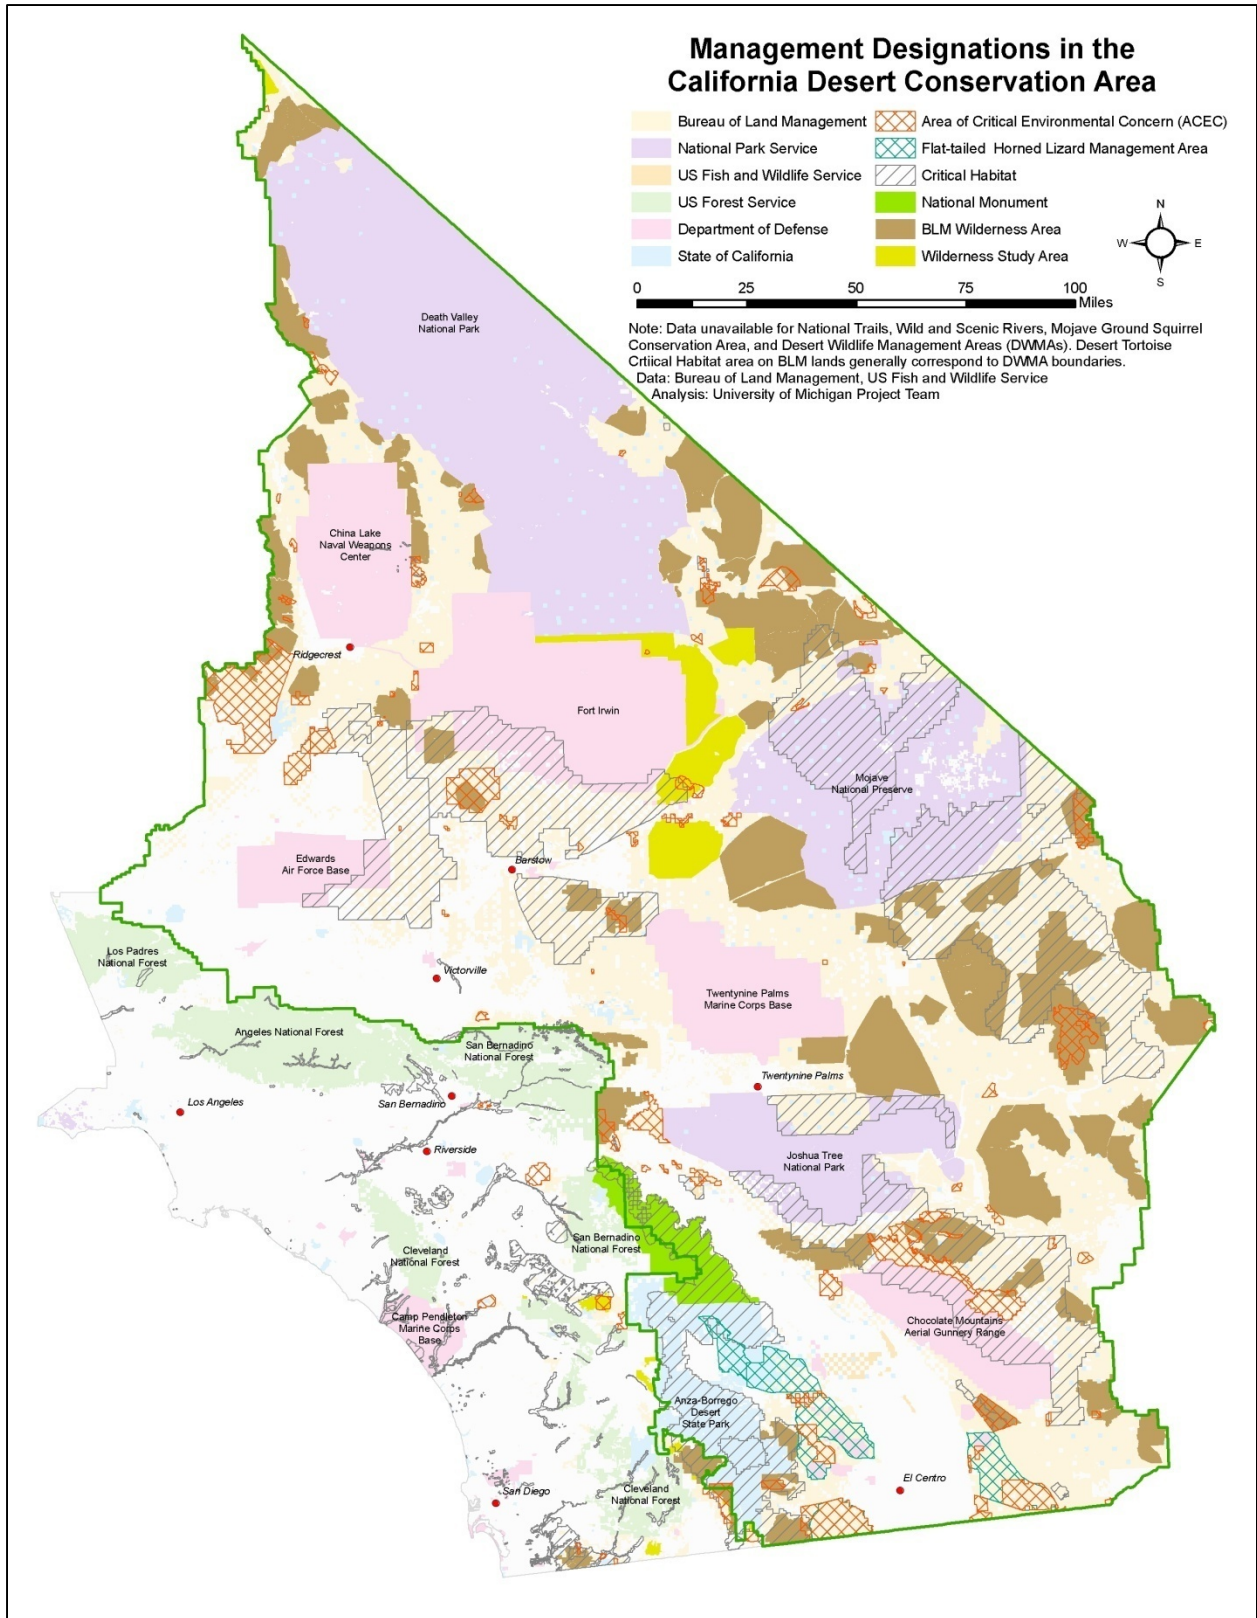 Management Designations in the
California Desert Conservation Area
Bureau of Land Management
National Park Service
US Fish and Wildlife Service
US Forest Service
Department of Defense
State of California
Area of Critical Environmental Concern (ACEC)
Flat-tailed Horned Lizard Management Area
Critical Habitat
National Monument
BLM Wilderness Area
Wilderness Study Area
N
W
E
S
0
25
50
75
100
Miles
Note: Data unavailable for National Trails, Wild and Scenic Rivers, Mojave Ground Squirrel
Conservation Area, and Desert Wildlife Management Areas (DWMAs). Desert Tortoise
Crtiical Habitat area on BLM lands generally correspond to DWMA boundaries.
Data: Bureau of Land Management, US Fish and Wildlife Service
Analysis: University of Michigan Project Team
Death Valley
National Park
China Lake
Naval Weapons
Center
Ridgecrest
Fort Irwin
Mojave
National Preserve
Edwards
Air Force Base
Barstow
Los Padres
National Forest
Victorville
Twentynine Palms
Marine Corps Base
Angeles National Forest
San Bernadino
National Forest
Twentynine Palms
Los Angeles
San Bernadino
Riverside
Joshua Tree
National Park
San Bernadino
National Forest
Cleveland
National Forest
Camp Pendleton
Marine Corps
Base
Chocolate Mountains
Aerial Gunnery Range
Anza-Borrego
Desert
State Park
El Centro
San Diego
Cleveland
National Forest